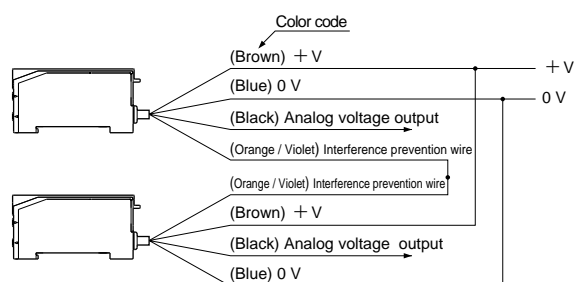 Color code
(Brown) ＋V
＋V
(Blue) 0 V
0 V
(Black) Analog voltage output
(Orange / Violet) Interference prevention wire
(Orange / Violet) Interference prevention wire
(Brown) ＋V
(Black) Analog voltage output
(Blue) 0 V